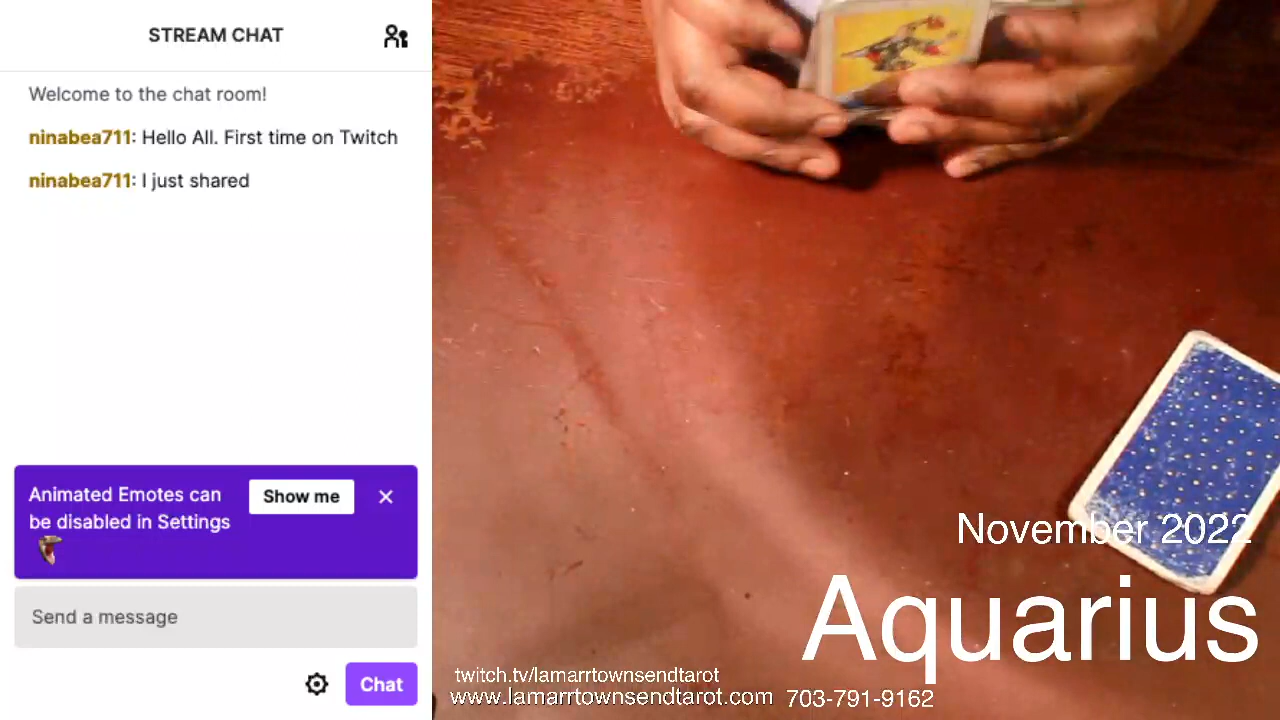 STREAM CHAT
Welcome to the chat room!
ninabea711: Hello All. First time on Twitch
ninabea711: I just shared
Animated Emotes can
be disabled in Settings
Show me
Send a message
Chat
November 2022
Aquarius
twitch.tv/lamarrtownsendtarot
www.lamarrtownsendtarot.com 703-791-9162